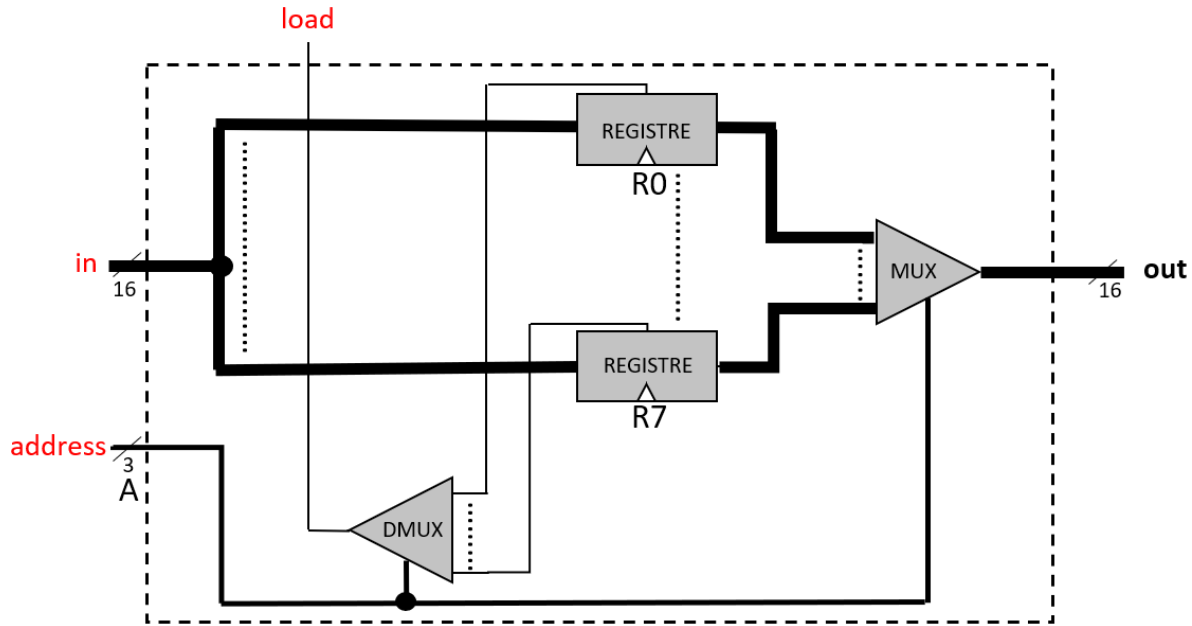 load
REGISTRE
R0
in
16
MUX
out
16
REGISTRE
R7
address
3
A
DMUX